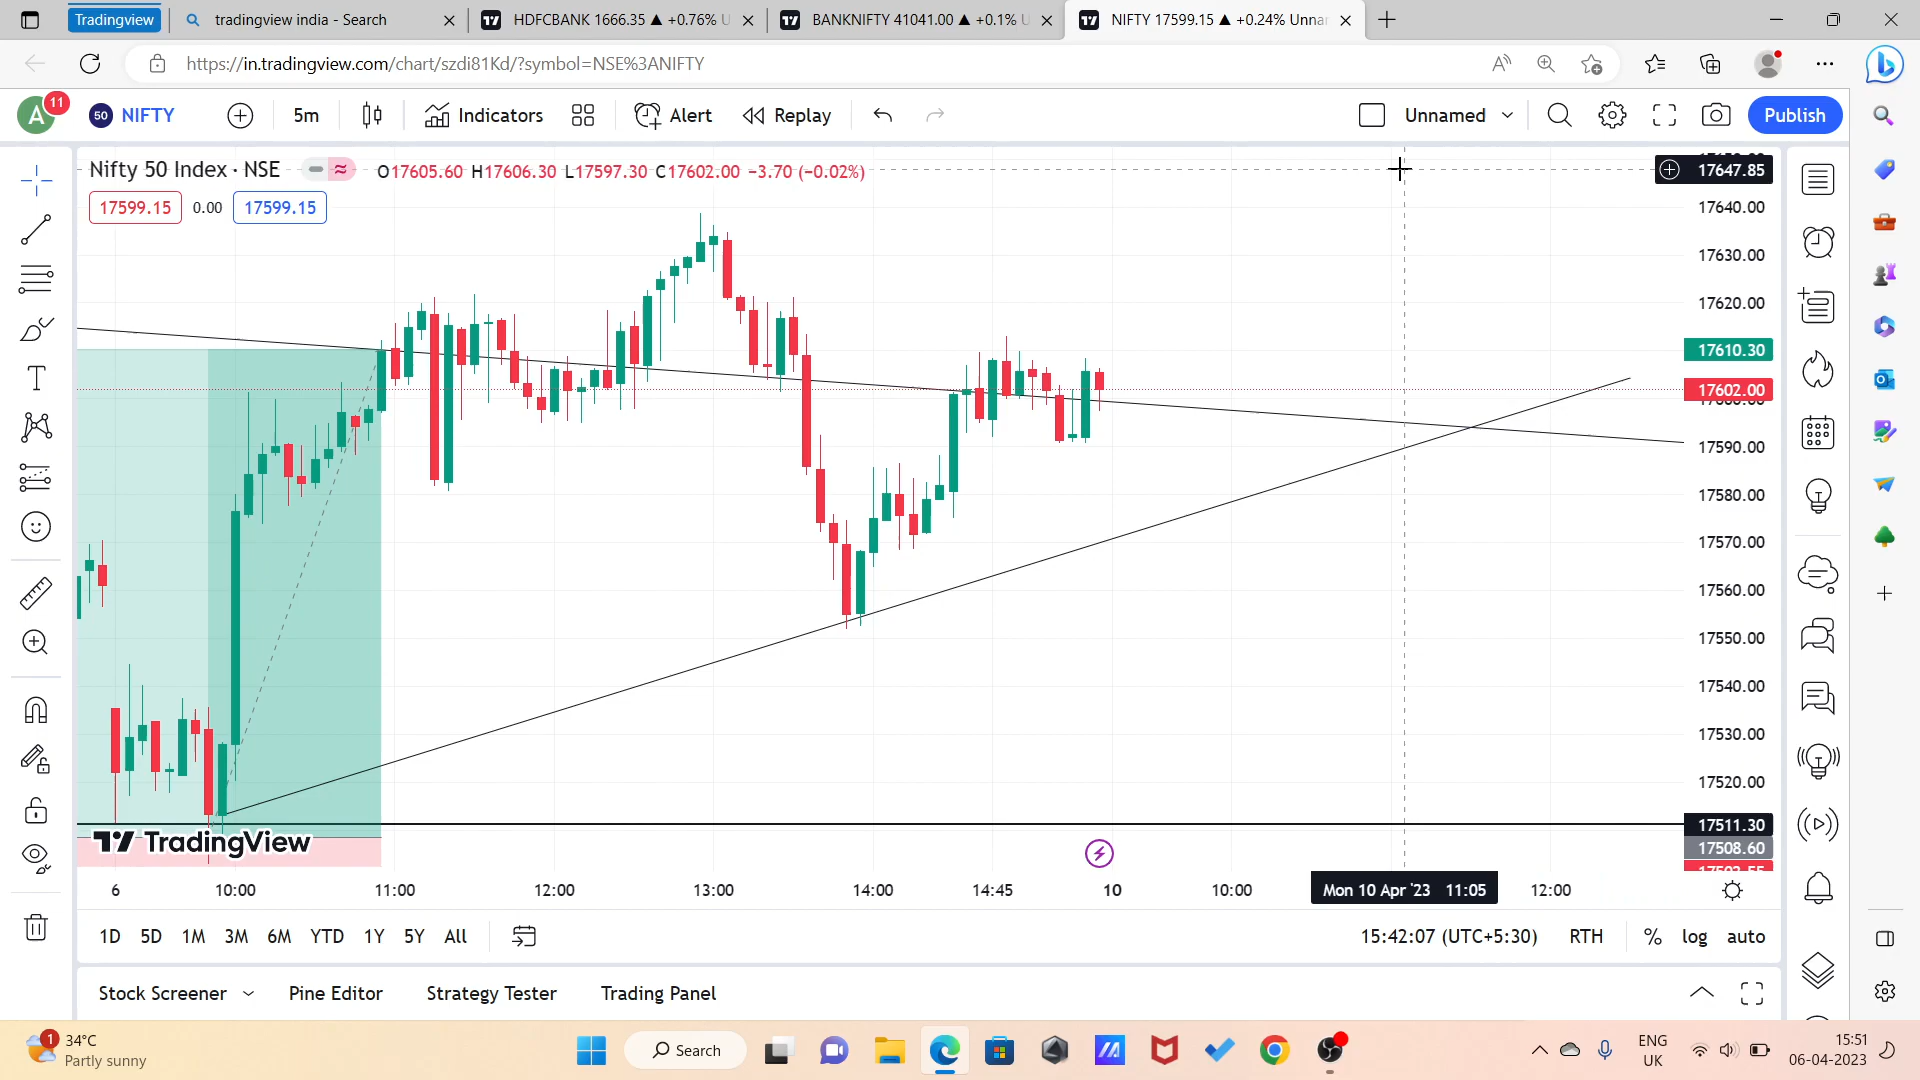 Tradingview
tradingview india - Search
HDFCBANK 1666.35 ▲ +0.76% U
BANKNIFTY 41041.00 ▲ +0.1% U
NIFTY 17599.15 ▲ +0.24% Unna
https://in.tradingview.com/chart/szdi81Kd/?symbol=NSE%3ANIFTY
A 11
50 NIFTY
5m
Indicators
Alert
Replay
Unnamed
Publish
Nifty 50 Index · NSE
O17605.60 H17606.30 L17597.30 C17602.00 −3.70 (−0.02%)
17599.15 0.00 17599.15
17647.85
17640.00
17630.00
17620.00
17610.30
17602.00
17590.00
17580.00
17570.00
17560.00
17550.00
17540.00
17530.00
17520.00
17511.30
17508.60
TradingView
6 10:00 11:00 12:00 13:00 14:00 14:45 10 10:00 Mon 10 Apr '23 11:05 12:00
1D 5D 1M 3M 6M YTD 1Y 5Y All
15:42:07 (UTC+5:30) RTH % log auto
Stock Screener Pine Editor Strategy Tester Trading Panel
1
34°C
Partly sunny
Search
ENG
UK
15:51
06-04-2023